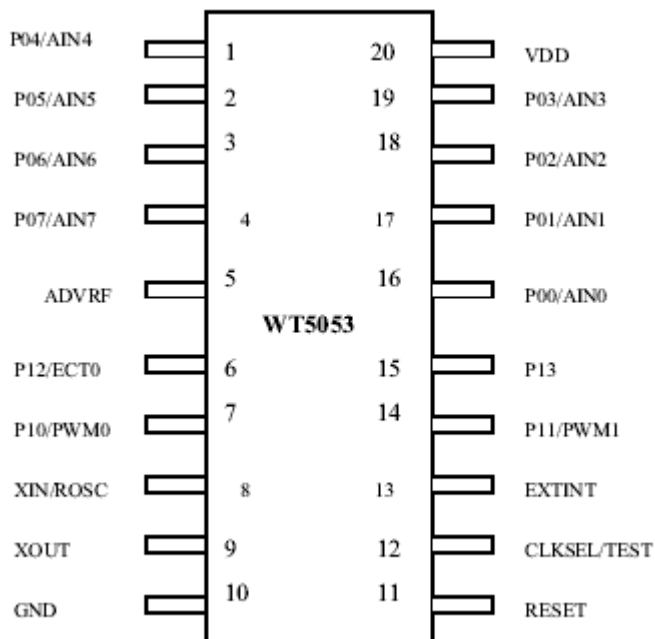 P04/AIN4 1 20 VDD
P05/AIN5 2 19 P03/AIN3
P06/AIN6 3 18 P02/AIN2
P07/AIN7 4 17 P01/AIN1
ADVRF 5 16 P00/AIN0
WT5053
P12/ECT0 6 15 P13
P10/PWM0 7 14 P11/PWM1
XIN/ROSC 8 13 EXTINT
XOUT 9 12 CLKSEL/TEST
GND 10 11 RESET